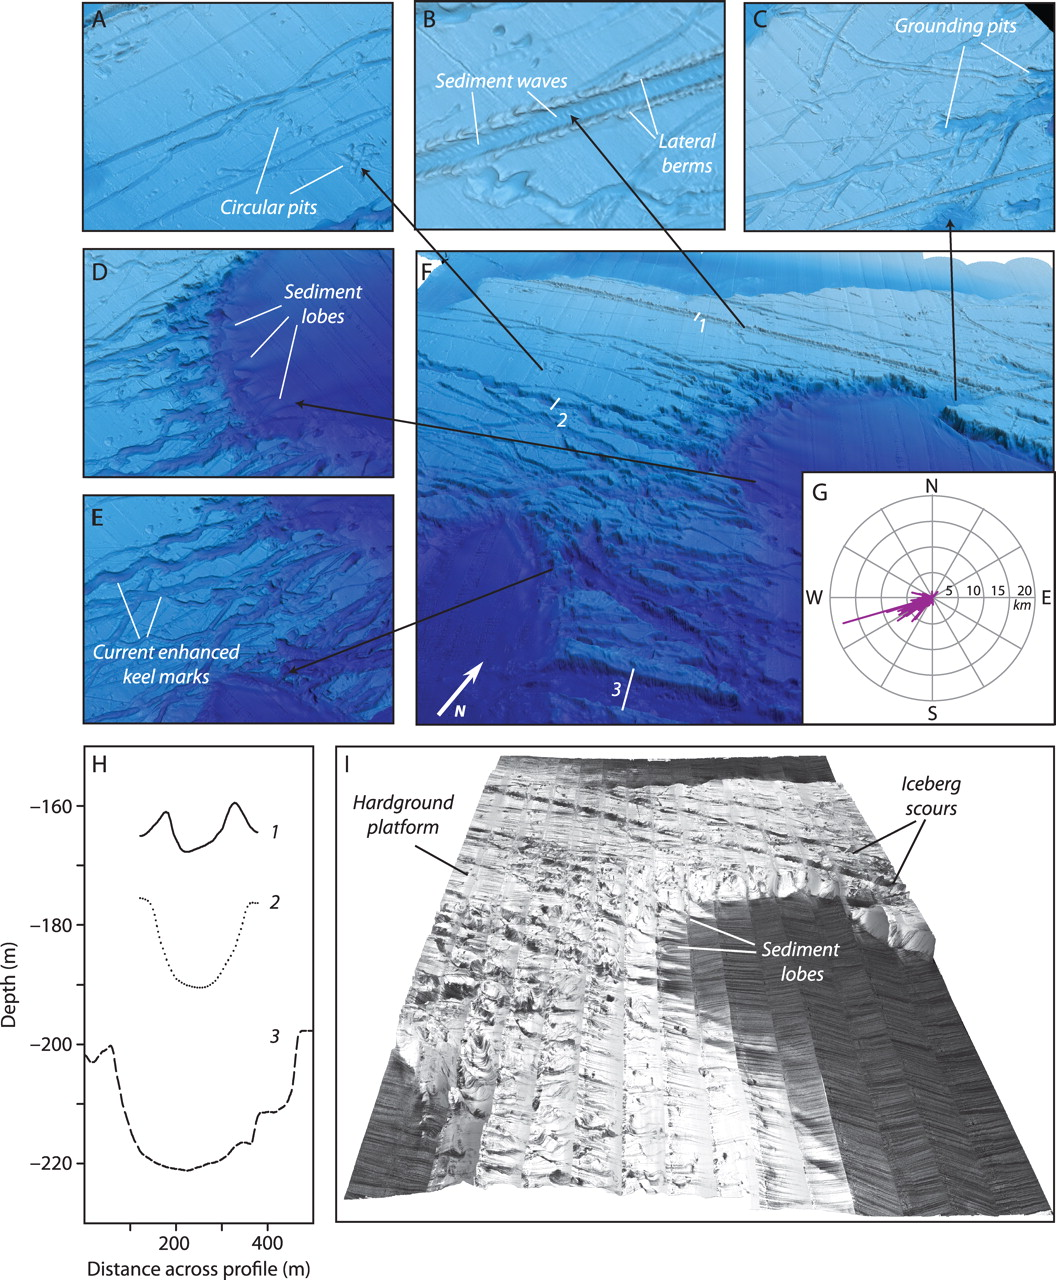 A
Circular pits
B
Sediment waves
Lateral
berms
C
Grounding pits
D
Sediment
lobes
E
Current enhanced
keel marks
F
1
2
3
N
G
N
W
5 10 15 20
km
E
S
H
−160
−180
−200
−220
1
2
3
Depth (m)
200 400
Distance across profile (m)
I
Hardground
platform
Iceberg
scours
Sediment
lobes